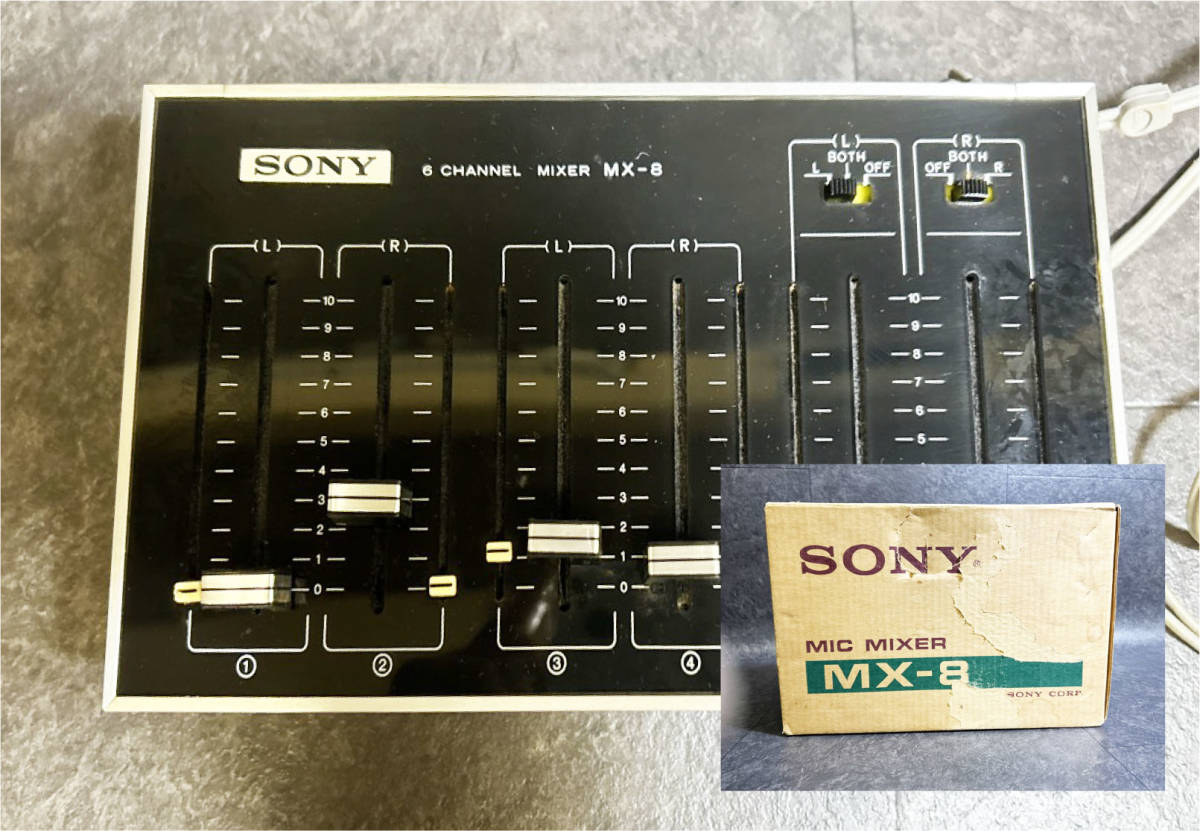 SONY
6 CHANNEL MIXER MX-8
(L) (R)
BOTH BOTH
L OFF OFF R
(L) (R) (L) (R)
10 10 10
9 9 9
8 8 8
7 7 7
6 6 6
5 5 5
4 4
3 3
2 2
1 1
0 0
① ② ③ ④
SONY®
MIC MIXER
MX-8
SONY CORP.